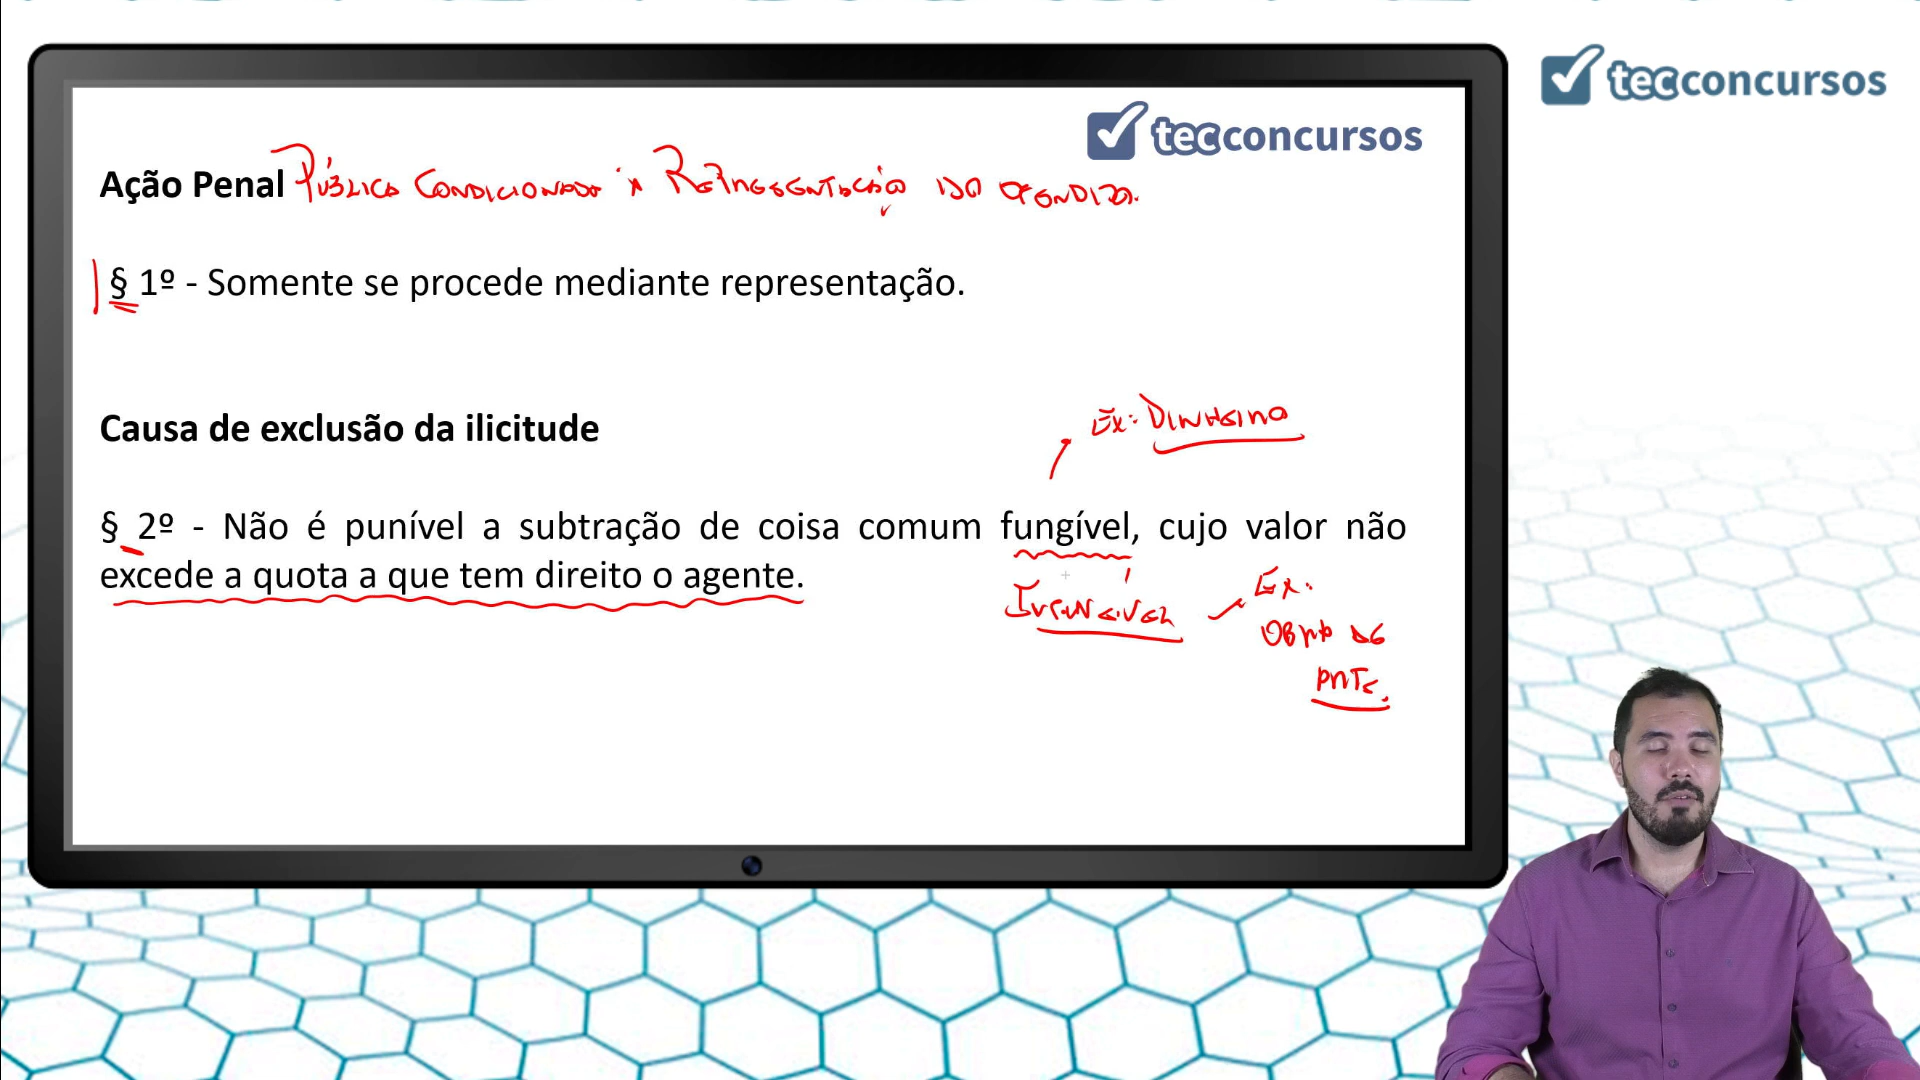 tecconcursos
tecconcursos
Ação Penal PÚBLICA CONDICIONADA À REPRESENTAÇÃO DO OFENDIDO.
§ 1º - Somente se procede mediante representação.
Ex: DINHEIRO
Causa de exclusão da ilicitude
§ 2º - Não é punível a subtração de coisa comum fungível, cujo valor não
excede a quota a que tem direito o agente.
INFUNGÍVEL
Ex:
OBRA DE
ARTE.